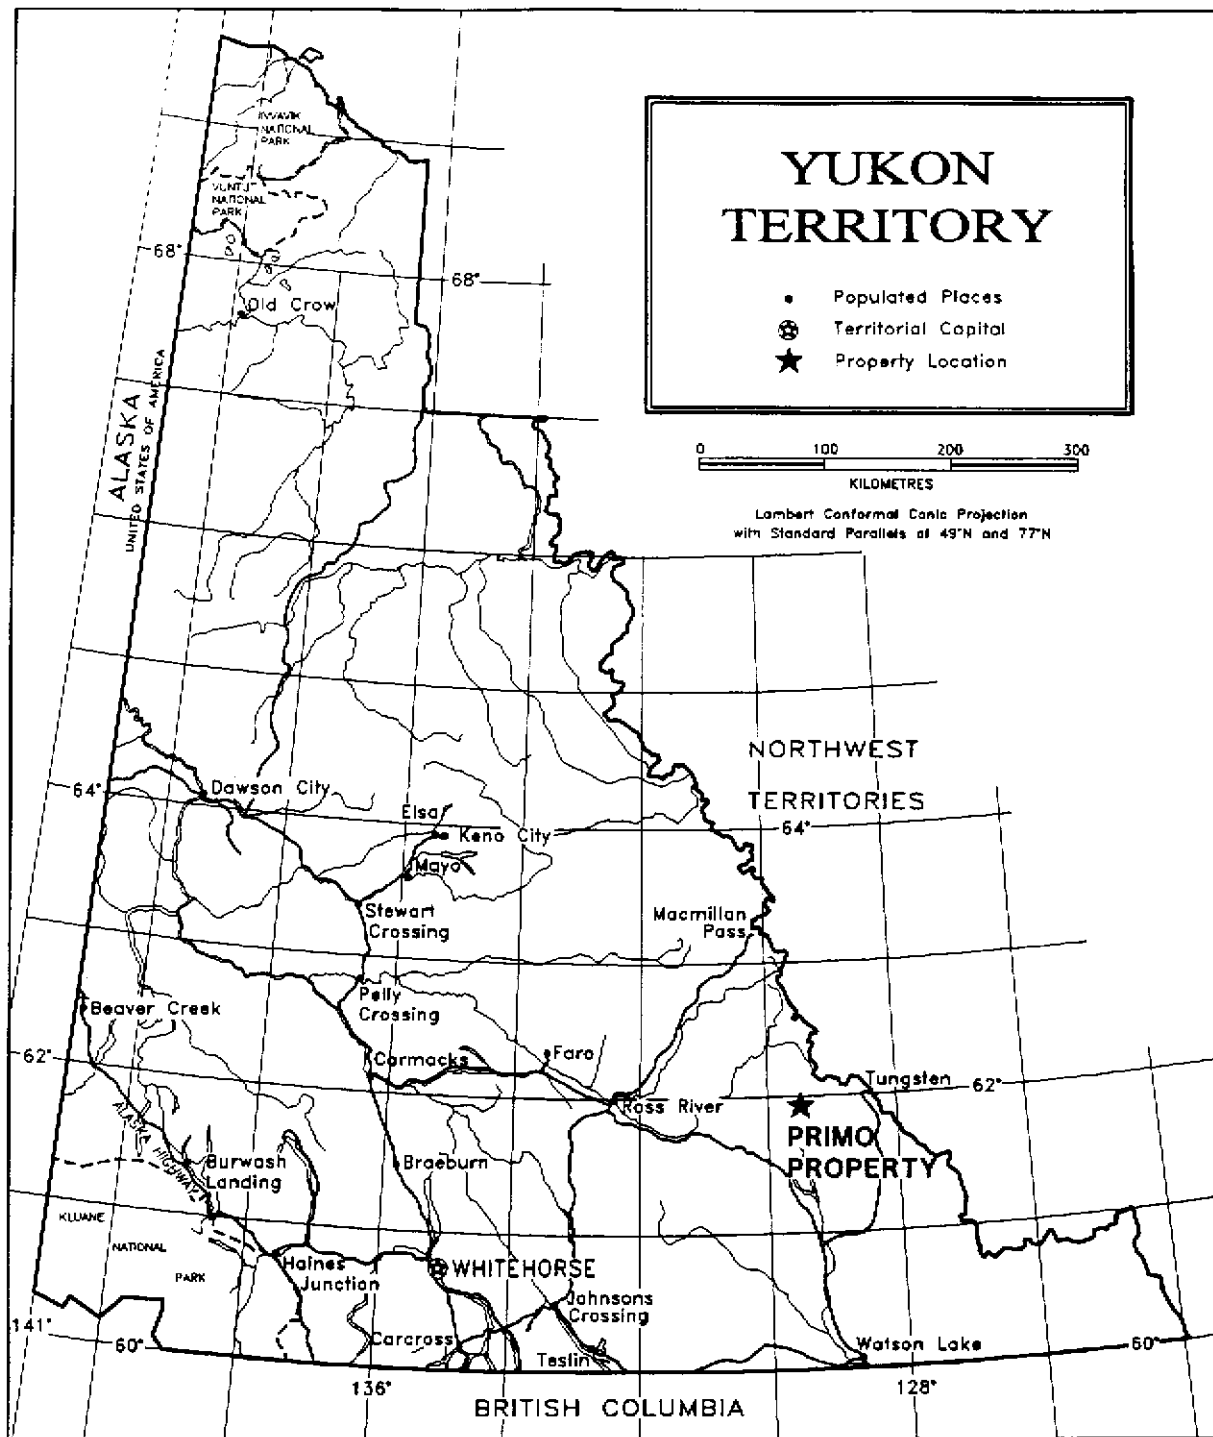 IVVAVIK
NATIONAL
PARK
VUNTUT
NATIONAL
PARK
YUKON
TERRITORY
Populated Places
Territorial Capital
Property Location
68°
68°
Old Crow
ALASKA
UNITED STATES OF AMERICA
0 100 200 300
KILOMETRES
Lambert Conformal Conic Projection
with Standard Parallels at 49°N and 77°N
NORTHWEST
TERRITORIES
64°
Dawson City
Elsa
Keno City
64°
Mayo
Stewart
Crossing
Macmillan
Pass
Beaver Creek
Pelly
Crossing
62°
Carmacks
Faro
Tungsten
62°
Ross River
PRIMO
PROPERTY
ALASKA HIGHWAY
Burwash
Landing
Braeburn
KLUANE
NATIONAL
PARK
Haines
Junction
WHITEHORSE
Johnsons
Crossing
141°
60°
Carcross
Teslin
Watson Lake
60°
136°
128°
BRITISH COLUMBIA